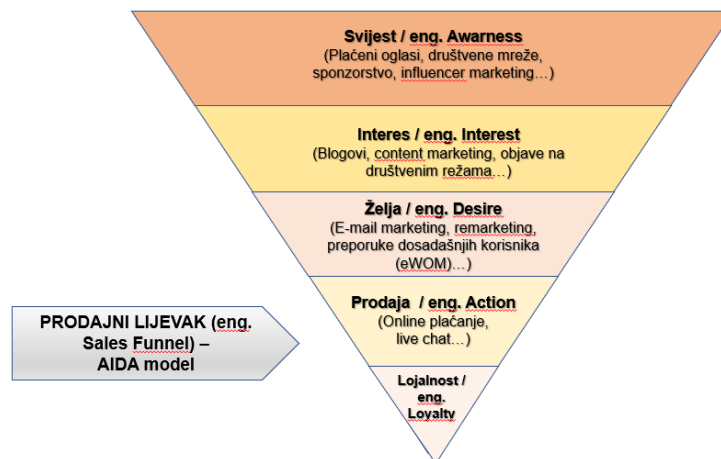 Svijest / eng. Awarness
(Plaćeni oglasi, društvene mreže,
sponzorstvo, influencer marketing…)
Interes / eng. Interest
(Blogovi, content marketing, objave na
društvenim režama…)
Želja / eng. Desire
(E-mail marketing, remarketing,
preporuke dosadašnjih korisnika
(eWOM)…)
Prodaja / eng. Action
(Online plaćanje,
live chat…)
Lojalnost /
eng.
Loyalty
PRODAJNI LIJEVAK (eng.
Sales Funnel) –
AIDA model